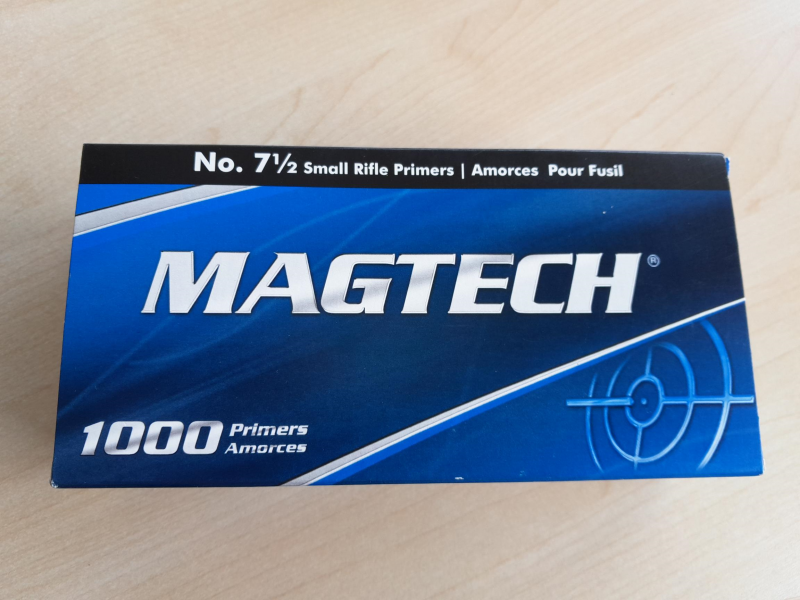 No. 7½ Small Rifle Primers | Amorces Pour Fusil
MAGTECH®
1000 Primers
Amorces